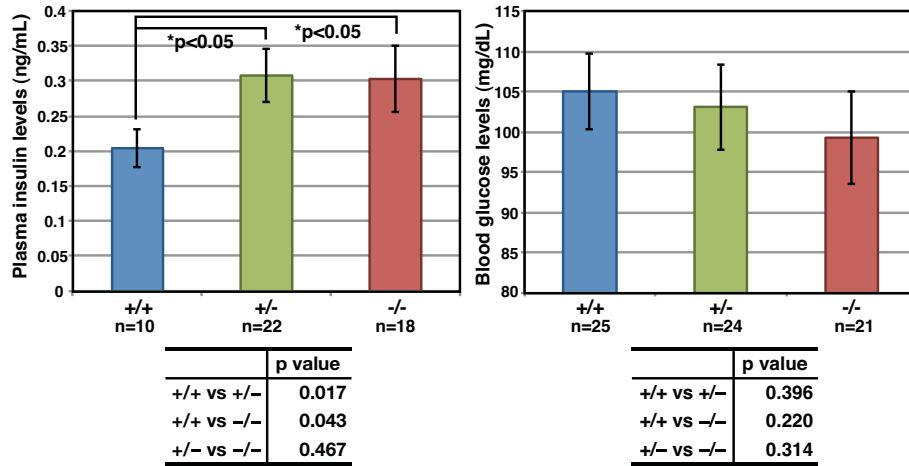 Plasma insulin levels (ng/mL)
0.4
0.35
0.3
0.25
0.2
0.15
0.1
0.05
0
*p<0.05
*p<0.05
+/+
+/-
-/-
n=10
n=22
n=18
p value
+/+ vs +/− 0.017
+/+ vs −/− 0.043
+/− vs −/− 0.467
Blood glucose levels (mg/dL)
115
110
105
100
95
90
85
80
+/+
+/-
-/-
n=25
n=24
n=21
p value
+/+ vs +/− 0.396
+/+ vs −/− 0.220
+/− vs −/− 0.314